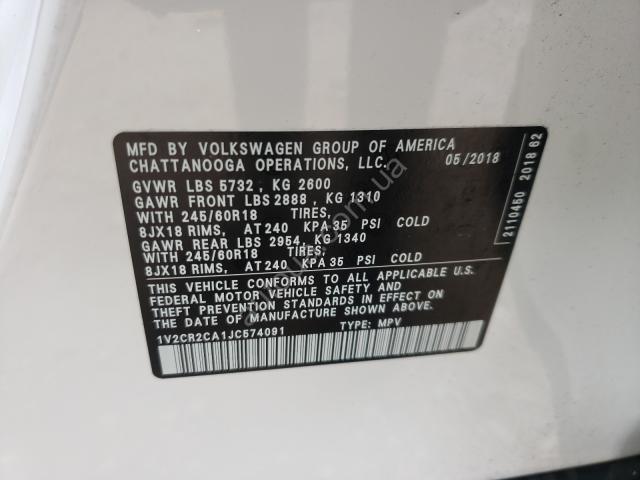 MFD BY VOLKSWAGEN GROUP OF AMERICA
CHATTANOOGA OPERATIONS, LLC. 05/2018
GVWR LBS 5732, KG 2600
GAWR FRONT LBS 2888, KG 1310
WITH 245/60R18 TIRES,
8JX18 RIMS, AT 240 KPA 35 PSI COLD
GAWR REAR LBS 2954, KG 1340
WITH 245/60R18 TIRES,
8JX18 RIMS, AT 240 KPA 35 PSI COLD
THIS VEHICLE CONFORMS TO ALL APPLICABLE U.S.
FEDERAL MOTOR VEHICLE SAFETY AND
THEFT PREVENTION STANDARDS IN EFFECT ON
THE DATE OF MANUFACTURE SHOWN ABOVE.
1V2CR2CA1JC574091 TYPE: MPV
2110450 2018 62